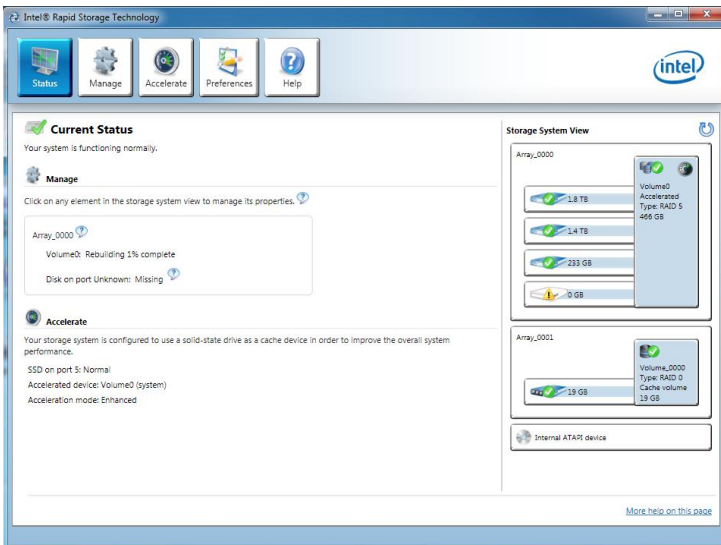 Intel® Rapid Storage Technology
Status
Manage
Accelerate
Preferences
Help
intel
Current Status
Your system is functioning normally.
Manage
Click on any element in the storage system view to manage its properties.
Array_0000
Volume0: Rebuilding 1% complete
Disk on port Unknown: Missing
Accelerate
Your storage system is configured to use a solid-state drive as a cache device in order to improve the overall system
performance.
SSD on port 5: Normal
Accelerated device: Volume0 (system)
Acceleration mode: Enhanced
Storage System View
Array_0000
1.8 TB
1.4 TB
233 GB
0 GB
Volume0
Accelerated
Type: RAID 5
466 GB
Array_0001
19 GB
Volume_0000
Type: RAID 0
Cache volume
19 GB
Internal ATAPI device
More help on this page